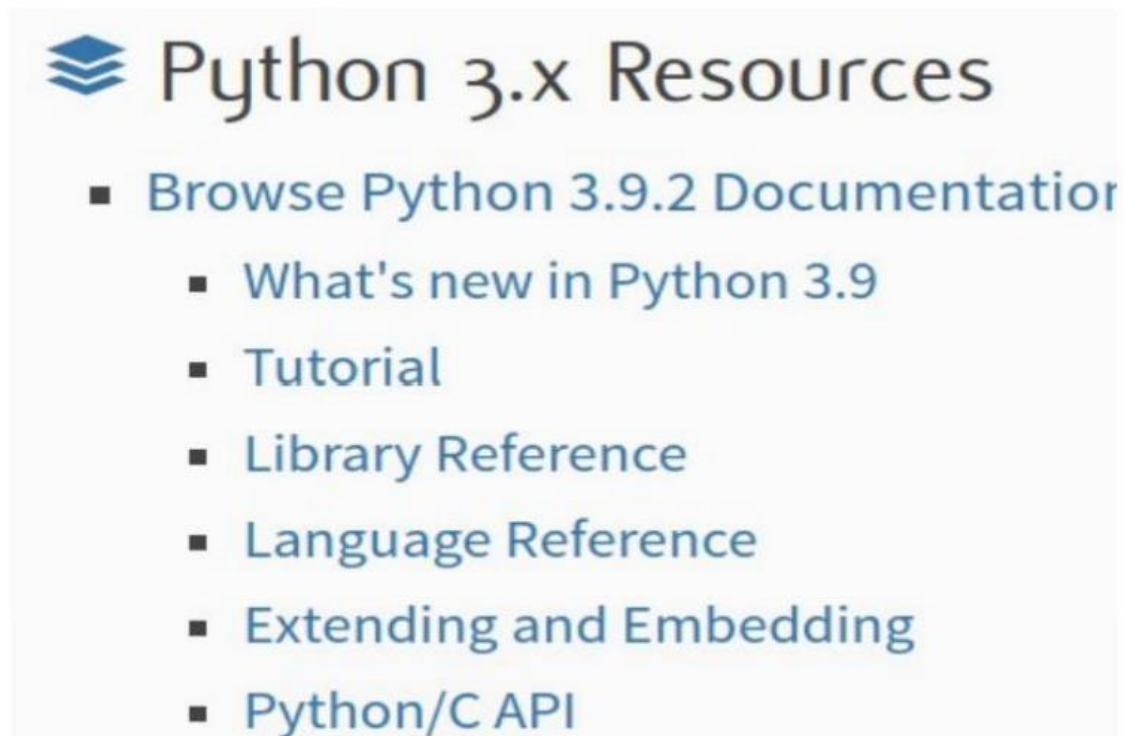 Python 3.x Resources
Browse Python 3.9.2 Documentation
What's new in Python 3.9
Tutorial
Library Reference
Language Reference
Extending and Embedding
Python/C API